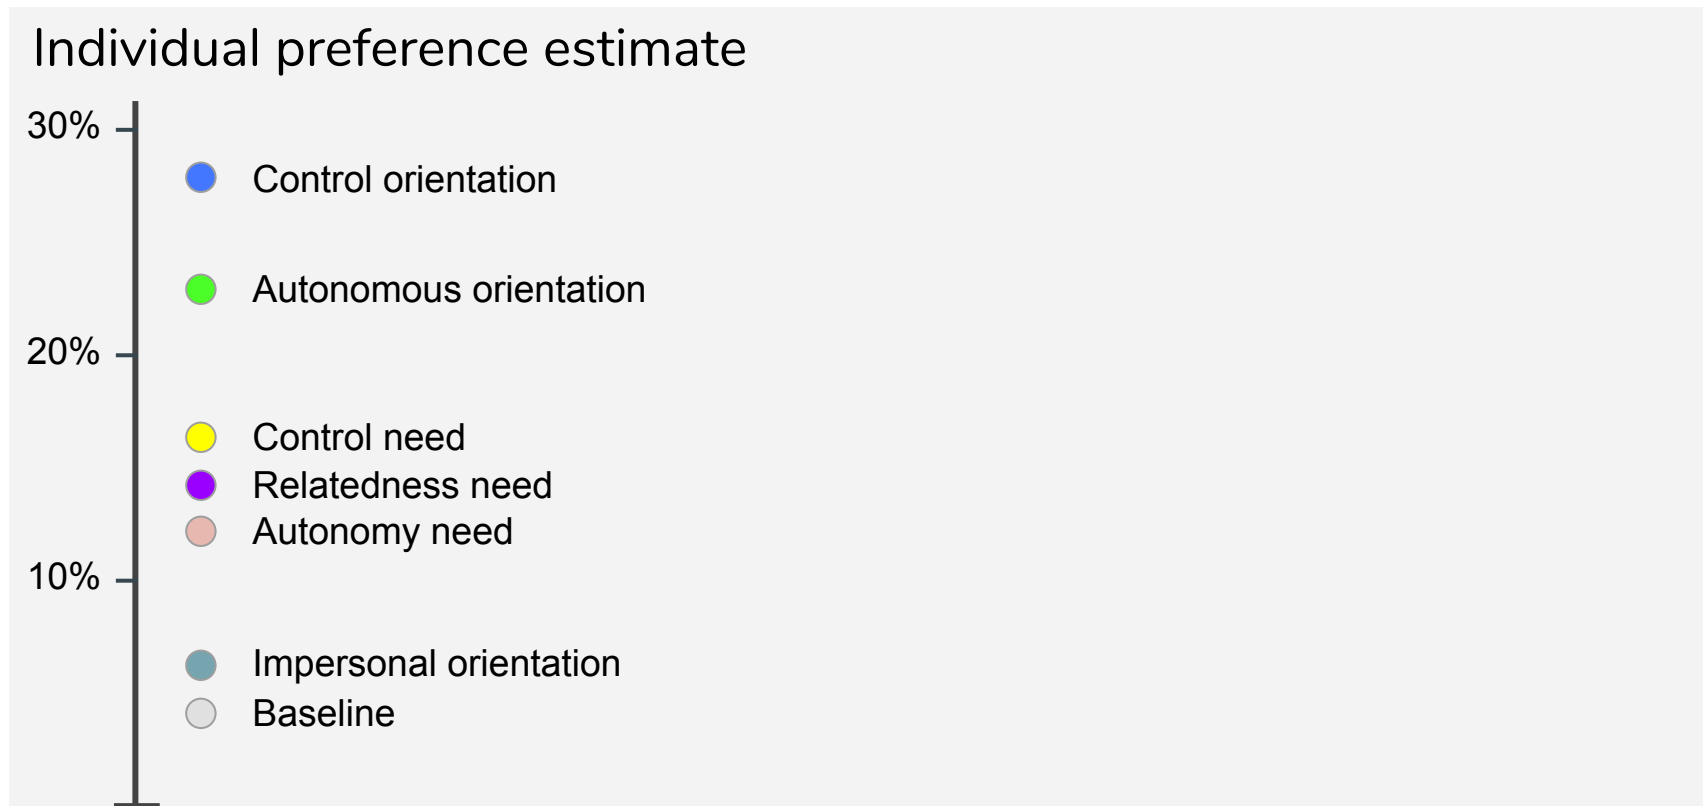 Individual preference estimate
30%
Control orientation
Autonomous orientation
20%
Control need
Relatedness need
Autonomy need
10%
Impersonal orientation
Baseline